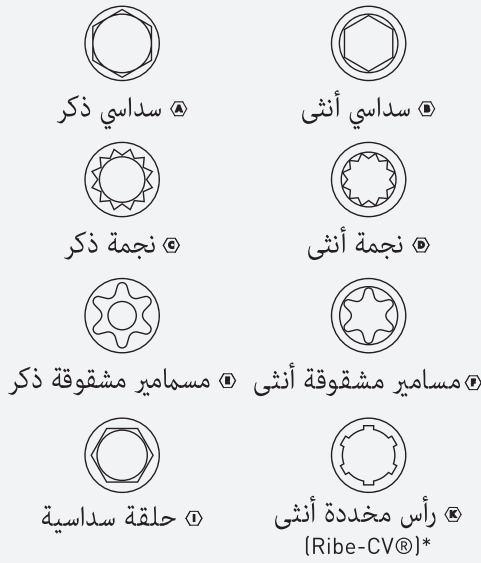 Ⓑ سداسي أنثى
Ⓐ سداسي ذكر
Ⓓ نجمة أنثى
Ⓒ نجمة ذكر
Ⓕ مسامير مشقوقة أنثى
Ⓔ مسمامير مشقوقة ذكر
Ⓚ رأس مخددة أنثى
(Ribe-CV®)*
Ⓘ حلقة سداسية